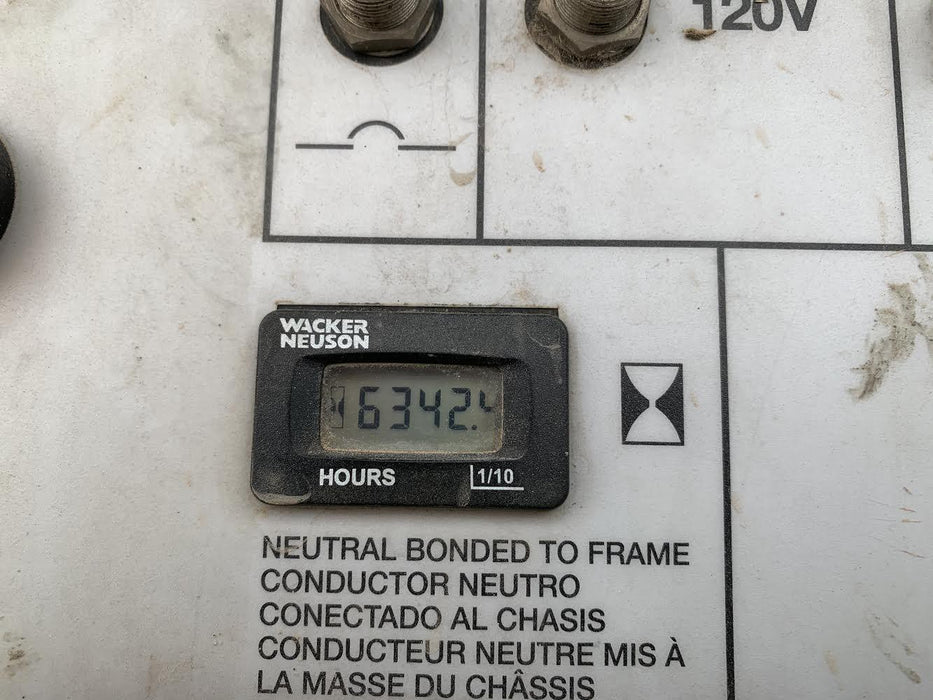 120V
WACKER
NEUSON
6342.4
HOURS
1/10
NEUTRAL BONDED TO FRAME
CONDUCTOR NEUTRO
CONECTADO AL CHASIS
CONDUCTEUR NEUTRE MIS À
LA MASSE DU CHÂSSIS